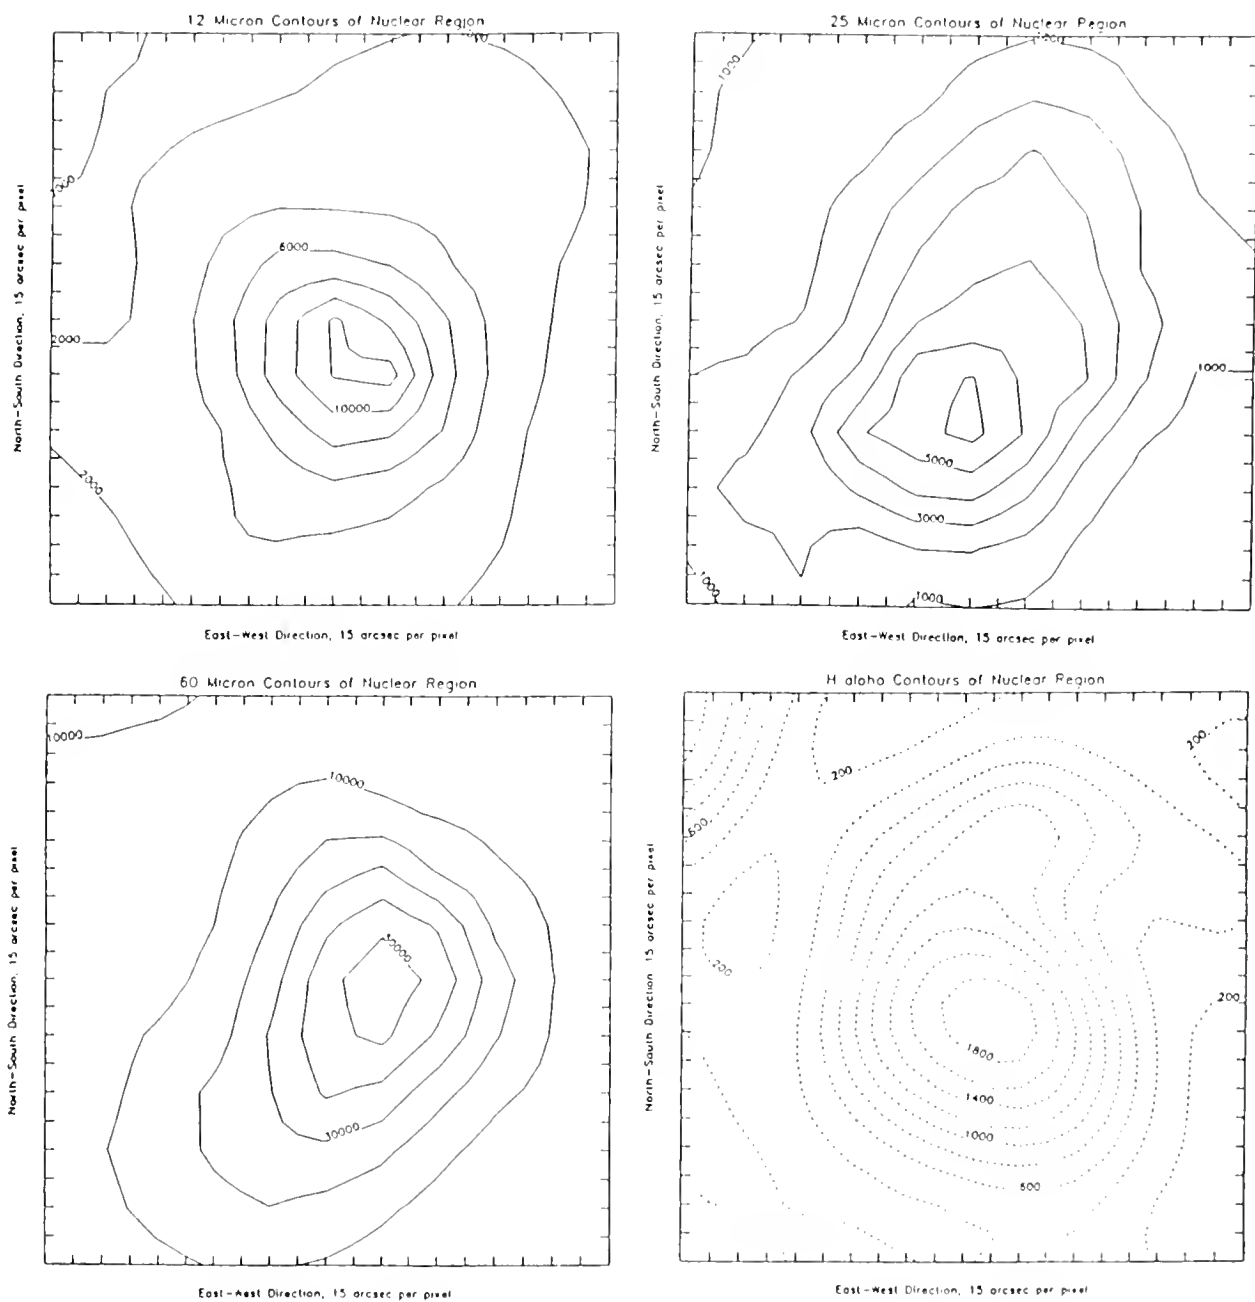 12 Micron Contours of Nuclear Region
1000
2000
2000
6000
10000
North-South Direction, 15 arcsec per pixel
East-West Direction, 15 arcsec per pixel
25 Micron Contours of Nuclear Region
1000
1000
5000
3000
1000
1000
North-South Direction, 15 arcsec per pixel
East-West Direction, 15 arcsec per pixel
60 Micron Contours of Nuclear Region
10000
10000
North-South Direction, 15 arcsec per pixel
East-West Direction, 15 arcsec per pixel
H alpha Contours of Nuclear Region
200
200
600
200
200
1800
1400
1000
600
North-South Direction, 15 arcsec per pixel
East-West Direction, 15 arcsec per pixel